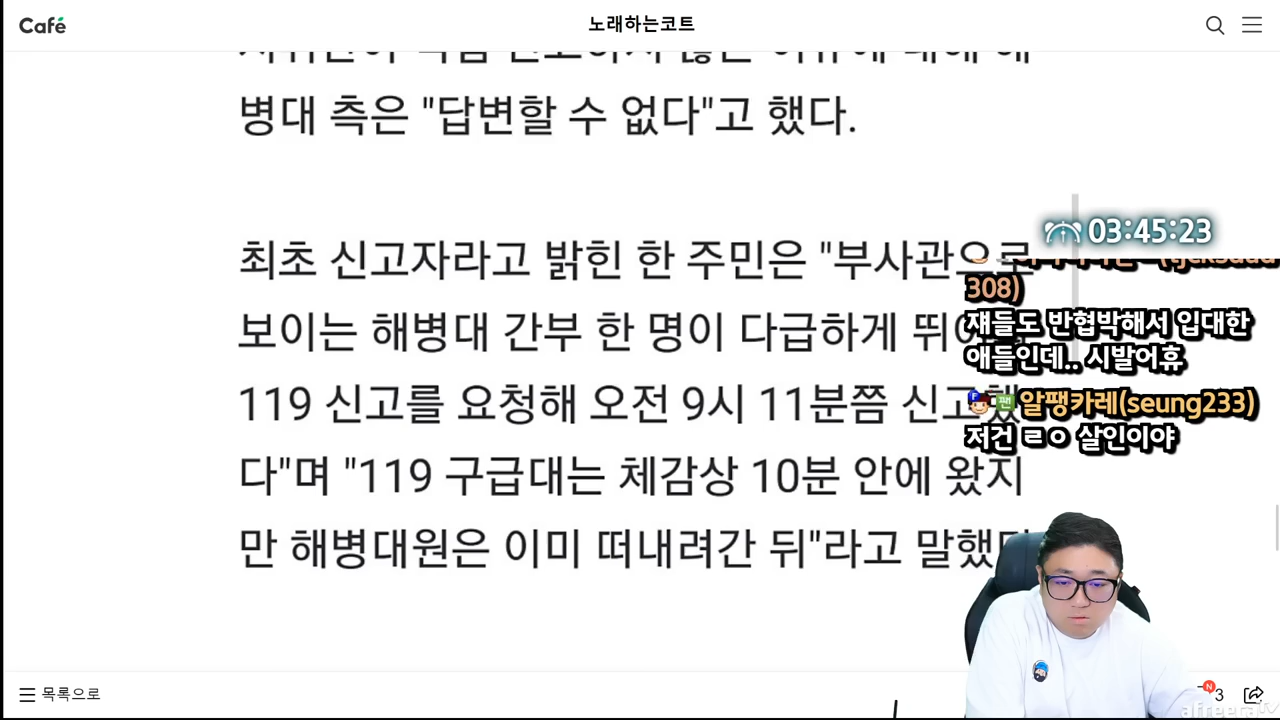 Café
노래하는코트
병대 측은 "답변할 수 없다"고 했다.
최초 신고자라고 밝힌 한 주민은 "부사관으로
보이는 해병대 간부 한 명이 다급하게
119 신고를 요청해 오전 9시 11분쯤 신고했
다"며 "119 구급대는 체감상 10분 안에 왔지
만 해병대원은 이미 떠내려간 뒤"라고 말했다
03:45:23
308)
쟤들도 반협박해서 입대한
애들인데.. 시발어휴
F 팬 알팽카레(seung233)
저건 ㄹㅇ 살인이야
목록으로
N
3
afreecaTV